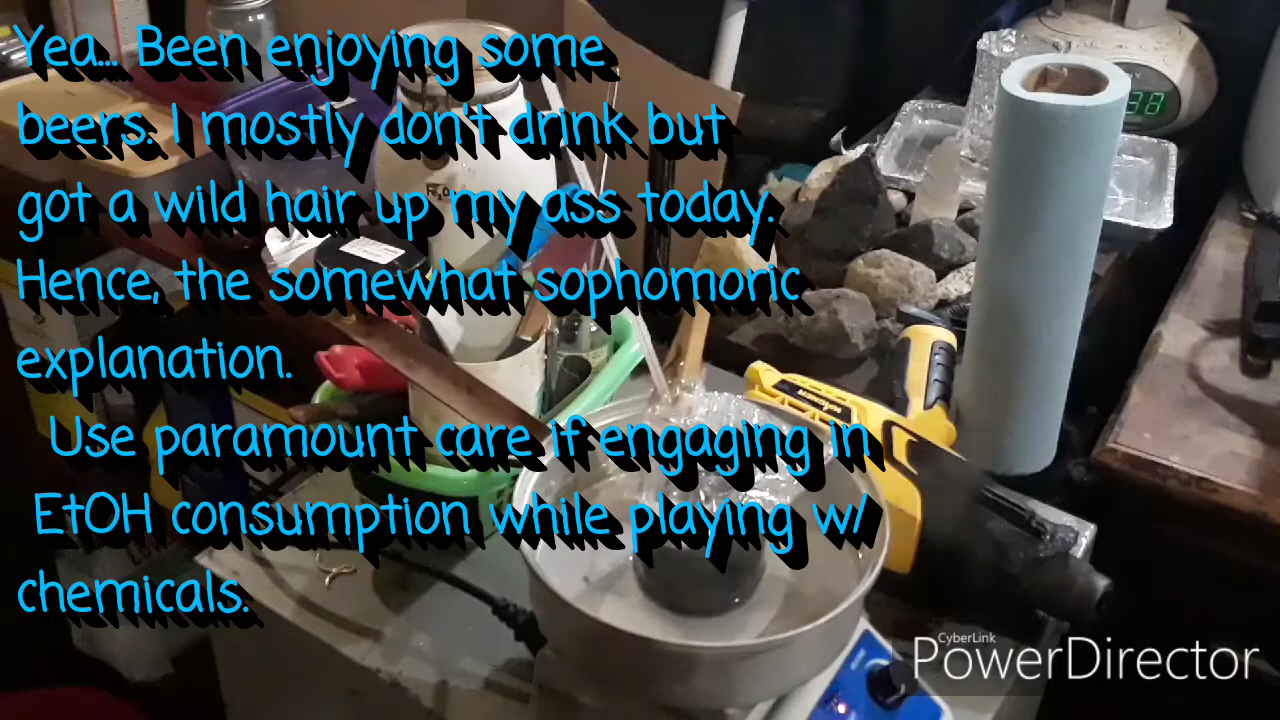 Yea... Been enjoying some
beers. I mostly don't drink but
got a wild hair up my ass today.
Hence, the somewhat sophomoric
explanation.
Use paramount care if engaging in
EtOH consumption while playing w/
chemicals.
CyberLink
PowerDirector